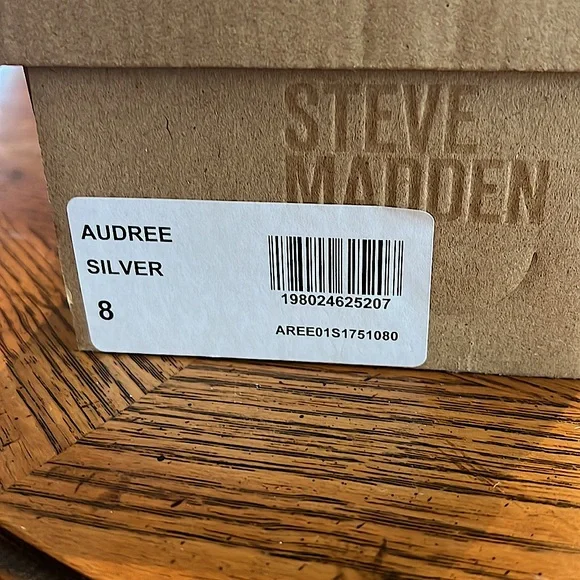 STEVE
MADDEN
AUDREE
SILVER
8
198024625207
AREE01S1751080